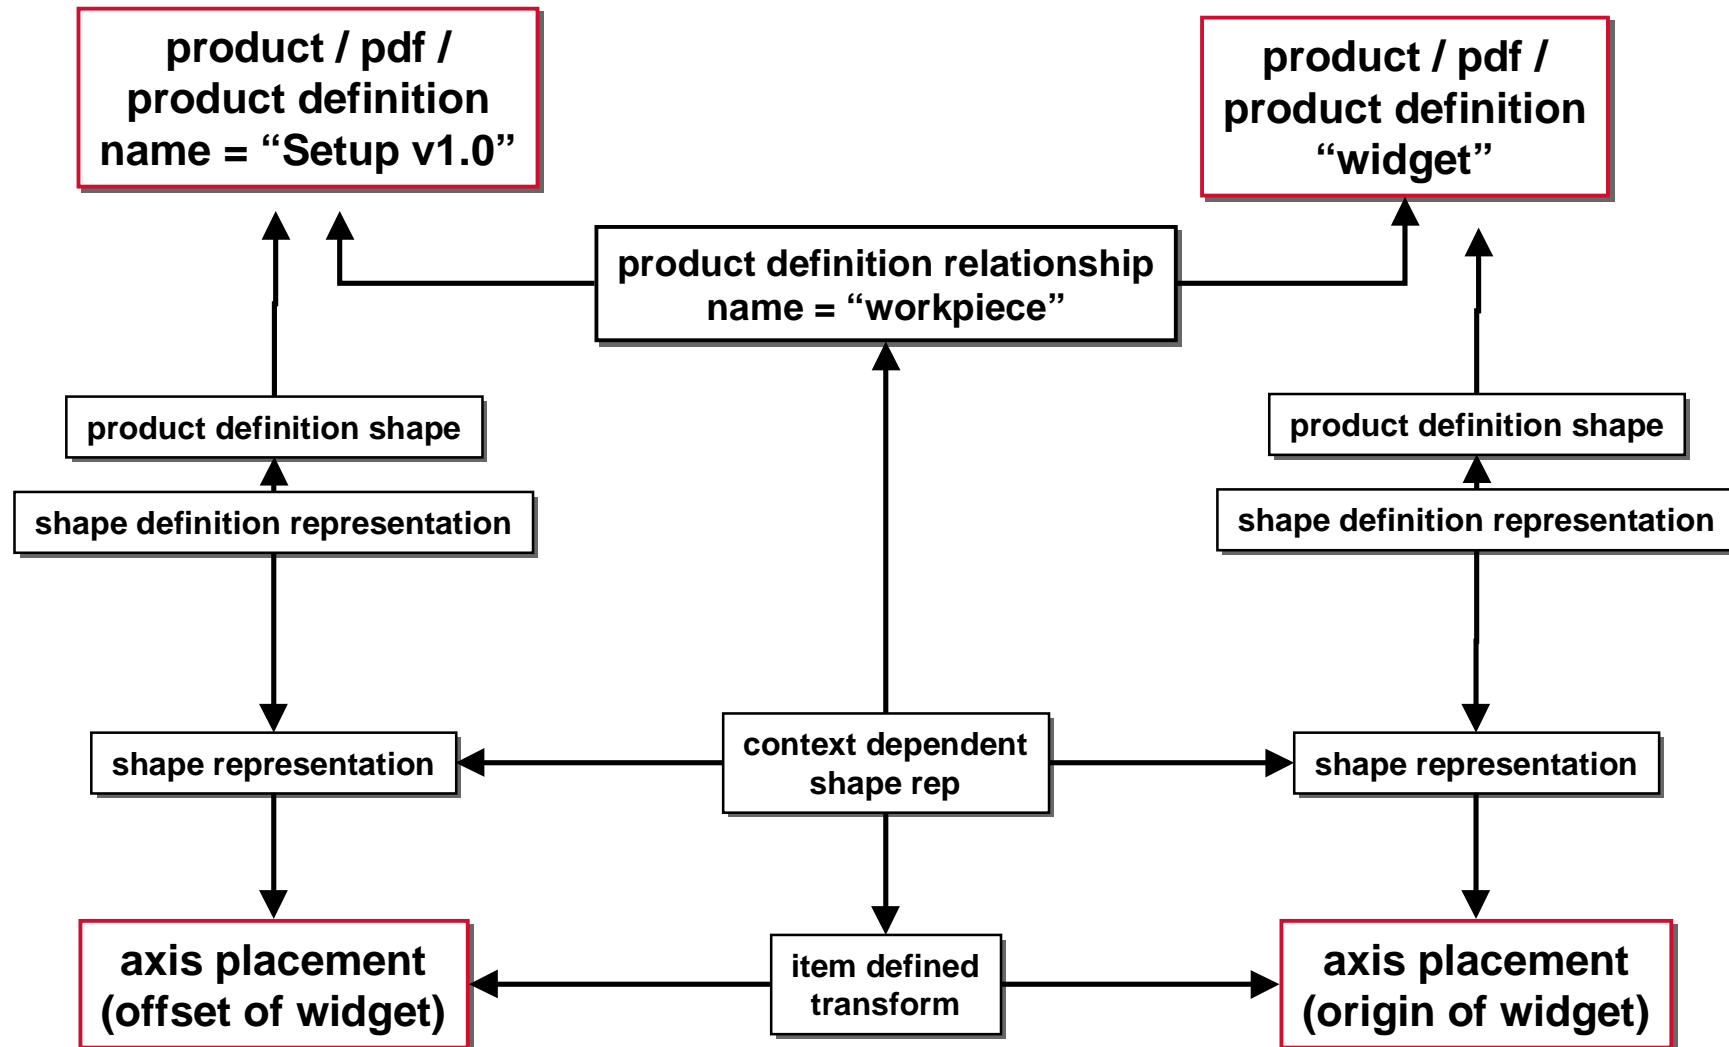 product / pdf /
product definition
name = “Setup v1.0”
product / pdf /
product definition
“widget”
product definition relationship
name = “workpiece”
product definition shape
product definition shape
shape definition representation
shape definition representation
shape representation
context dependent
shape rep
shape representation
axis placement
(offset of widget)
item defined
transform
axis placement
(origin of widget)